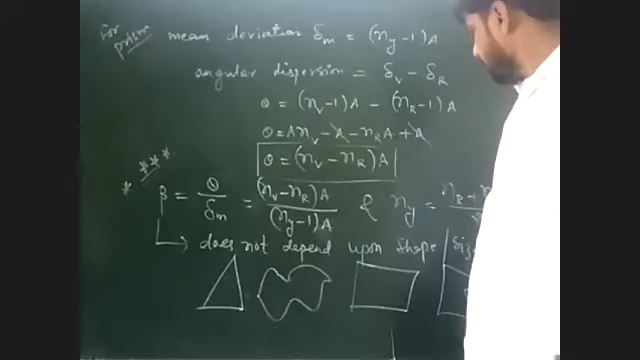 for prism mean deviation δm = (ny-1)A
angular dispersion = δv - δR
θ = (nv-1)A - (nR-1)A
θ = Anv - A - nRA + A
θ = (nv - nR)A
***
* β = θ/δm = (nv-nR)A/(ny-1)A & ny =
↳ does not depend upon shape/size